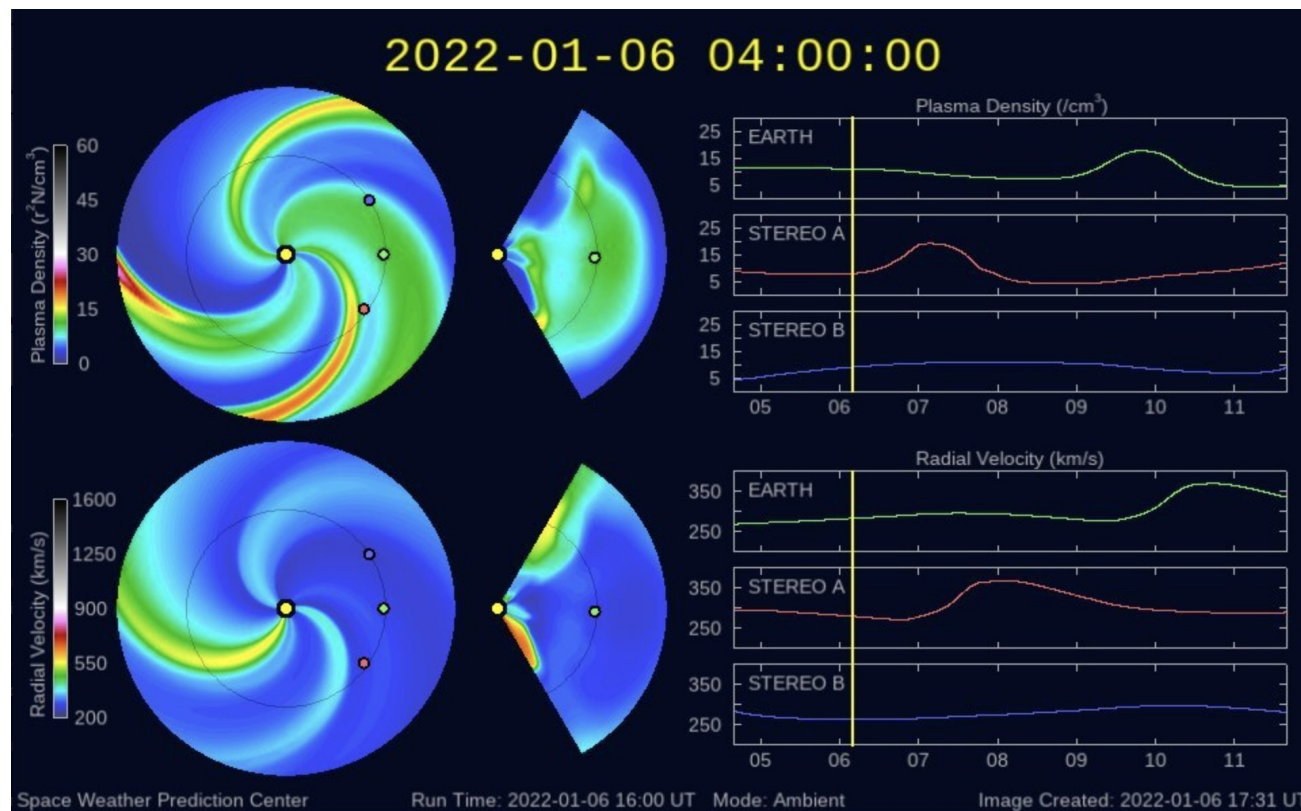 2022-01-06 04:00:00
Plasma Density (r²N/cm³)
60
45
30
15
0
Plasma Density (/cm³)
EARTH
25
15
5
STEREO A
25
15
5
STEREO B
25
15
5
05 06 07 08 09 10 11
Radial Velocity (km/s)
1600
1250
900
550
200
Radial Velocity (km/s)
EARTH
350
250
STEREO A
350
250
STEREO B
350
250
05 06 07 08 09 10 11
Space Weather Prediction Center Run Time: 2022-01-06 16:00 UT Mode: Ambient Image Created: 2022-01-06 17:31 UT